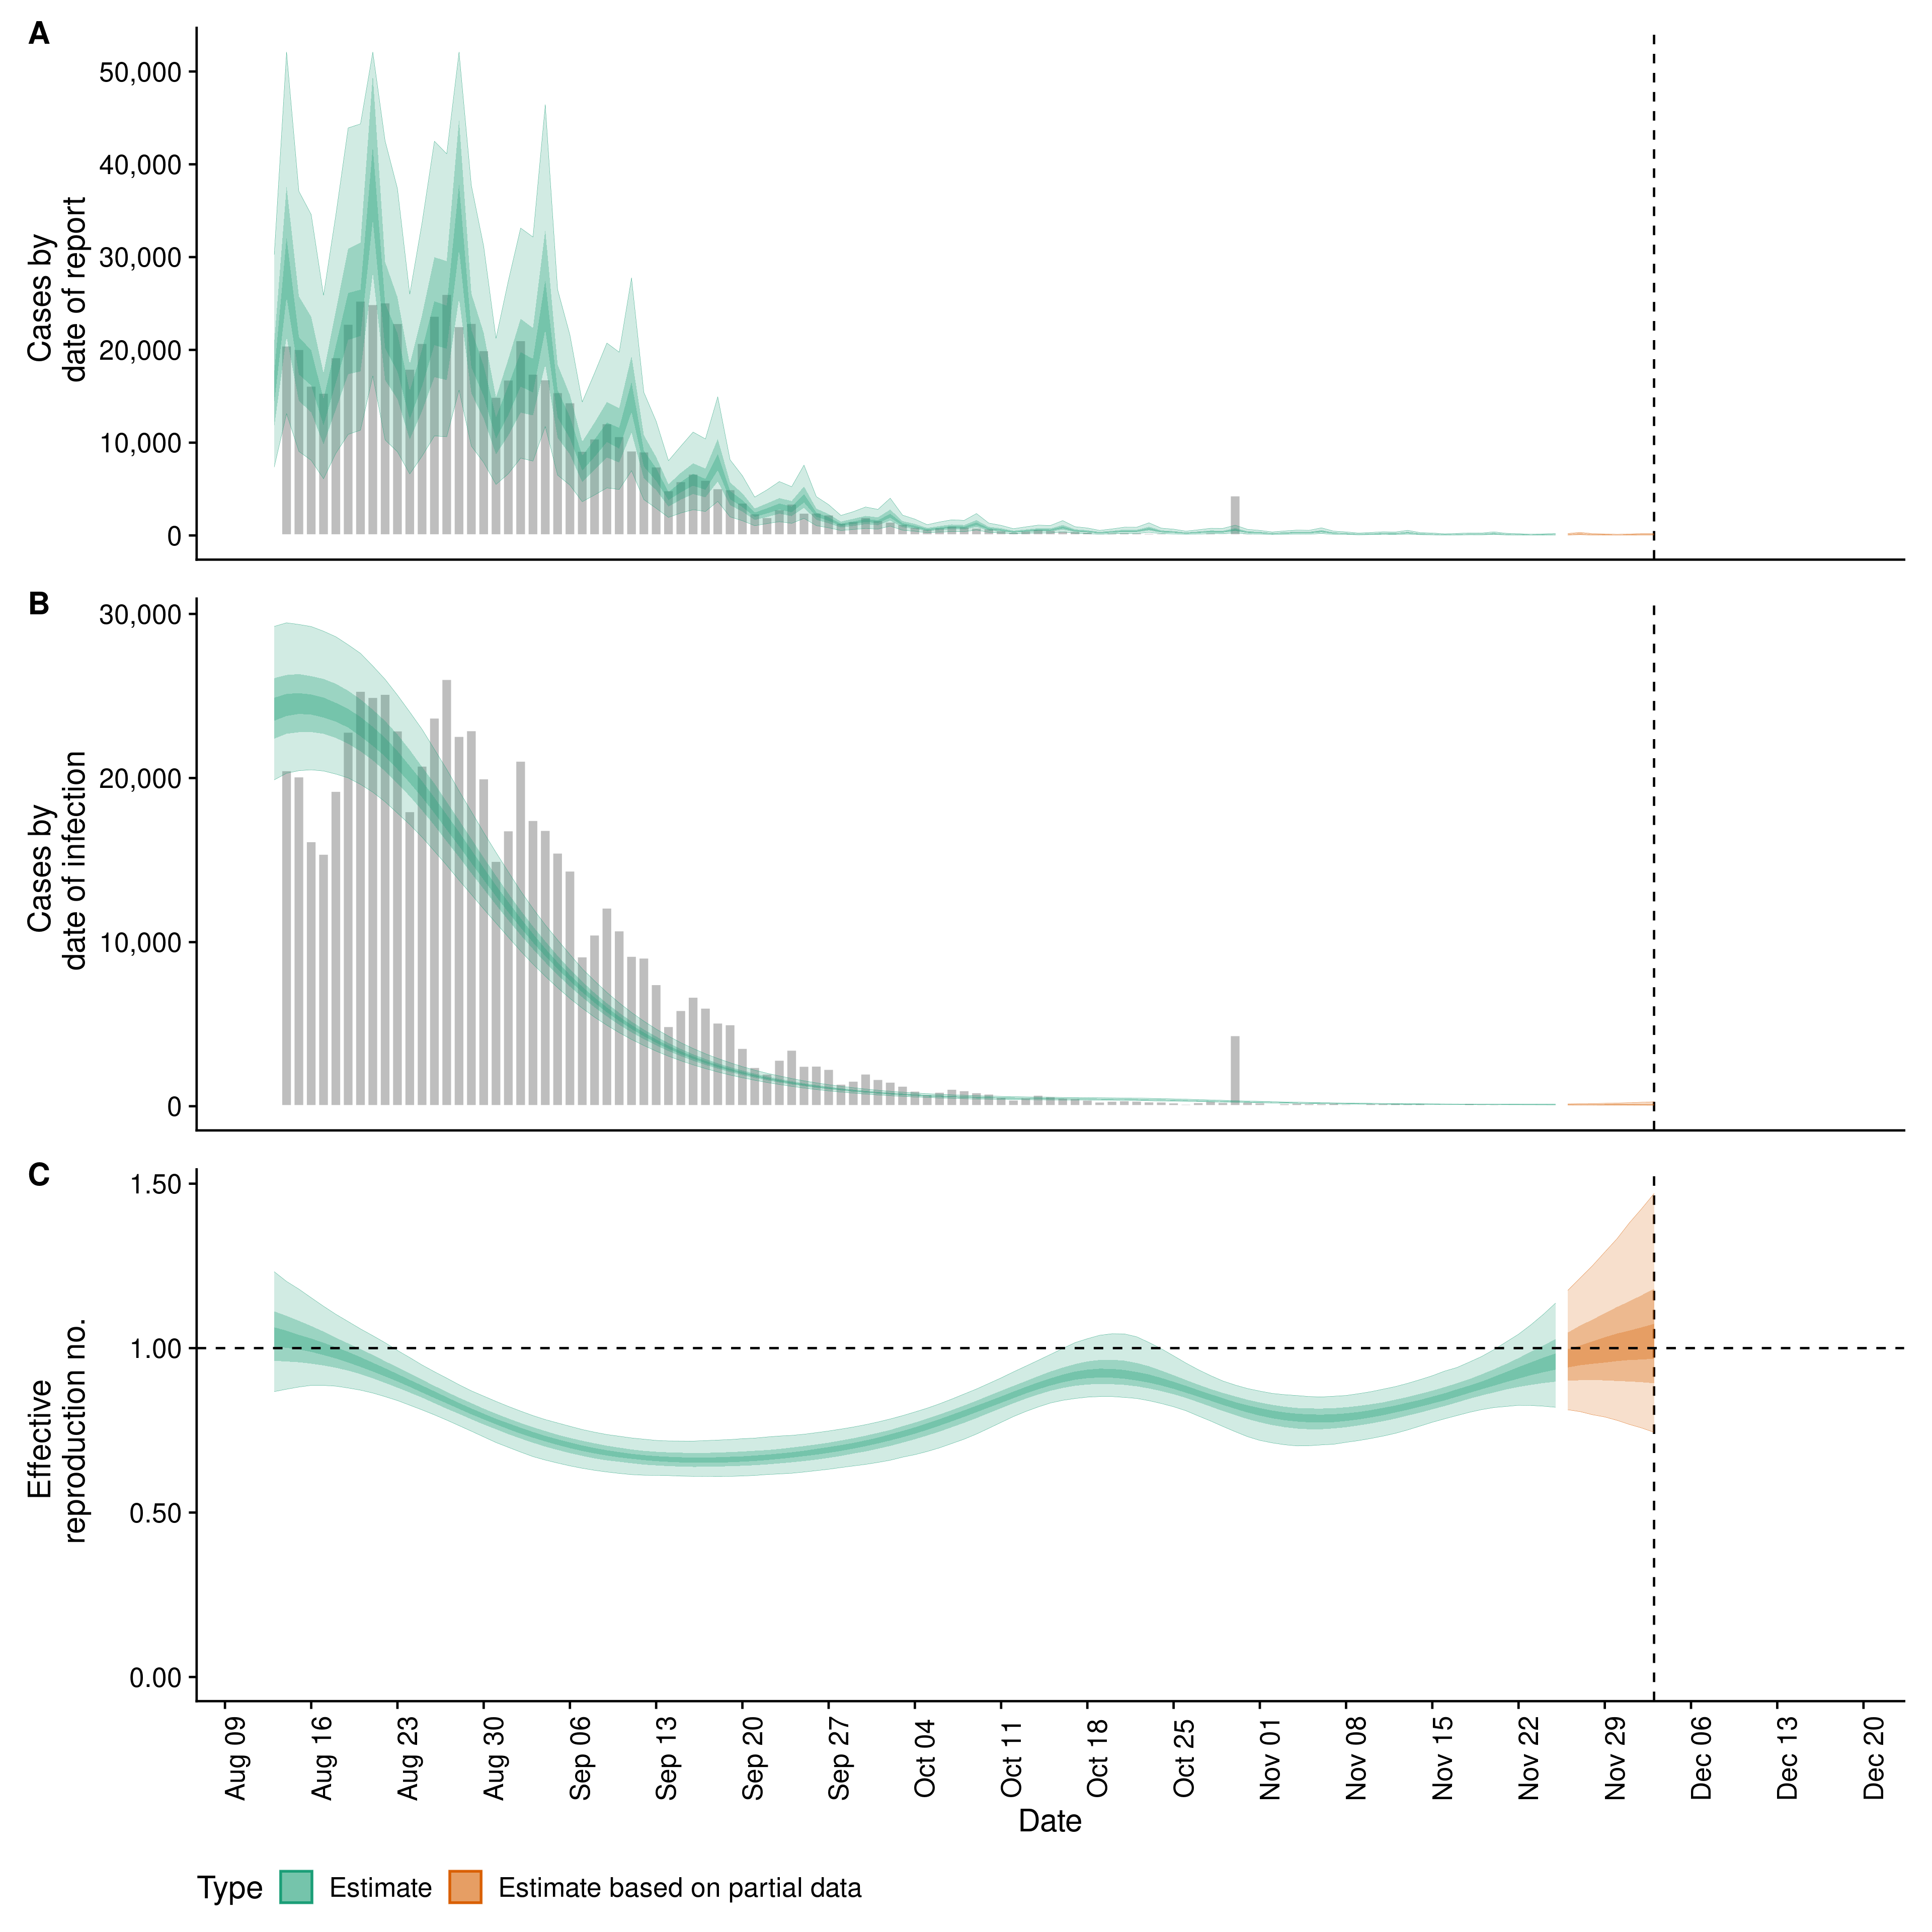 A
Cases by
date of report
50,000
40,000
30,000
20,000
10,000
0
B
Cases by
date of infection
30,000
20,000
10,000
0
C
Effective
reproduction no.
1.50
1.00
0.50
0.00
Aug 09
Aug 16
Aug 23
Aug 30
Sep 06
Sep 13
Sep 20
Sep 27
Oct 04
Oct 11
Oct 18
Oct 25
Nov 01
Nov 08
Nov 15
Nov 22
Nov 29
Dec 06
Dec 13
Dec 20
Date
Type Estimate Estimate based on partial data